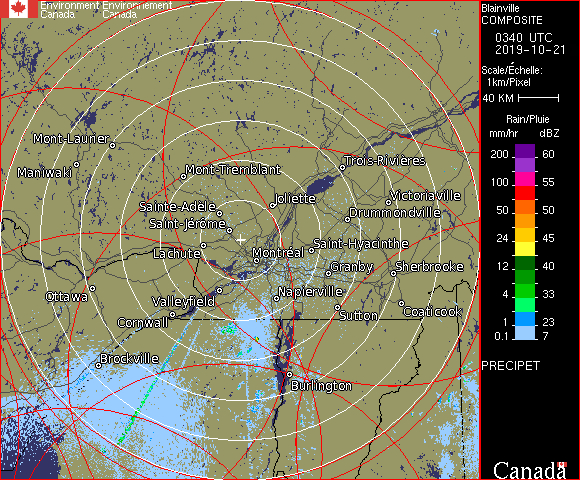 Environment Environnement
Canada Canada
Blainville
COMPOSITE
0340 UTC
2019-10-21
Scale/Échelle:
1km/Pixel
40 KM
Rain/Pluie
mm/hr dBZ
200 60
100 55
50 50
24 45
12 40
4 33
1 23
0.1 7
PRECIPET
Mont-Laurier
Maniwaki
Mont-Tremblant
Trois-Rivières
Sainte-Adèle
Joliette
Victoriaville
Saint-Jérôme
Drummondville
Lachute
Montréal
Saint-Hyacinthe
Granby
Sherbrooke
Ottawa
Valleyfield
Napierville
Cornwall
Sutton
Coaticook
Brockville
Burlington
Canada